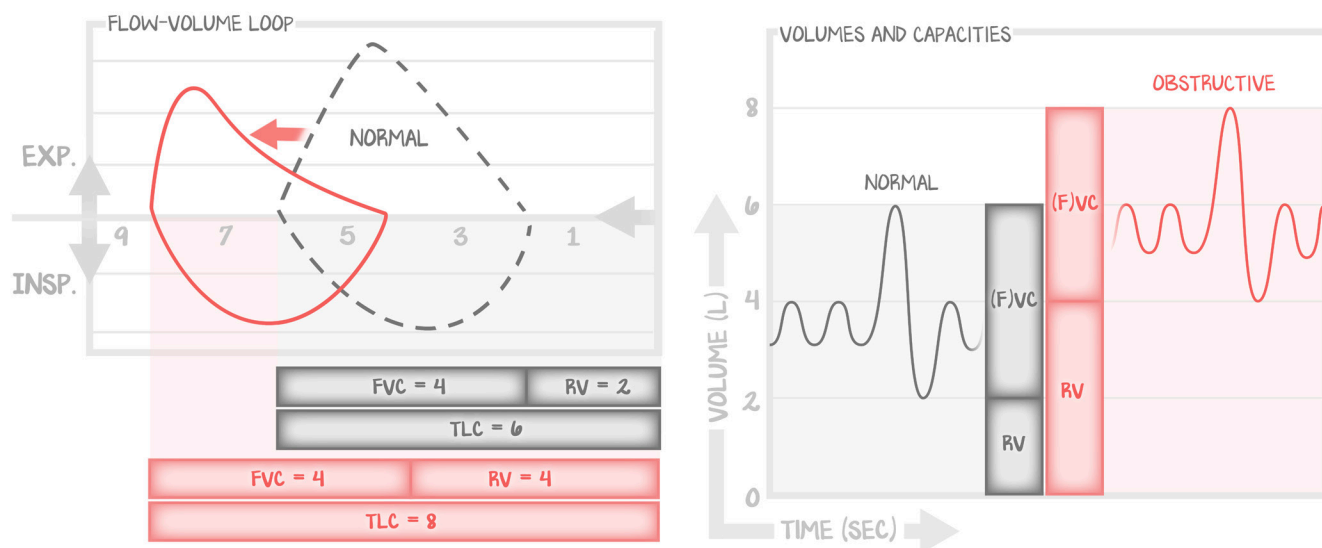 FLOW-VOLUME LOOP
NORMAL
EXP.
9 7 5 3 1
INSP.
FVC = 4 RV = 2
TLC = 6
FVC = 4 RV = 4
TLC = 8
VOLUMES AND CAPACITIES
OBSTRUCTIVE
8
NORMAL
(F)VC
6
(F)VC
4
VOLUME (L)
RV
2
RV
0
TIME (SEC)